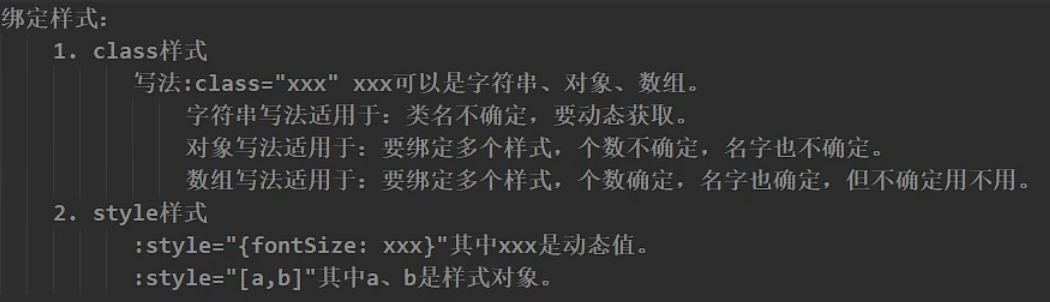 绑定样式:
1. class样式
写法:class="xxx" xxx可以是字符串、对象、数组。
字符串写法适用于: 类名不确定, 要动态获取。
对象写法适用于: 要绑定多个样式, 个数不确定, 名字也不确定。
数组写法适用于: 要绑定多个样式, 个数确定, 名字也确定, 但不确定用不用。
2. style样式
:style="{fontSize: xxx}"其中xxx是动态值。
:style="[a,b]"其中a、b是样式对象。